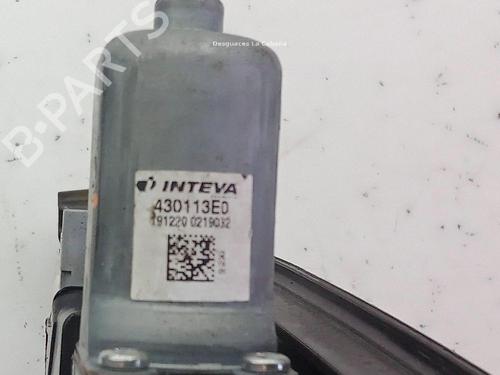 Desguaces La Cabaña
B-PARTS
INTEVA
430113E0
191220 0219032